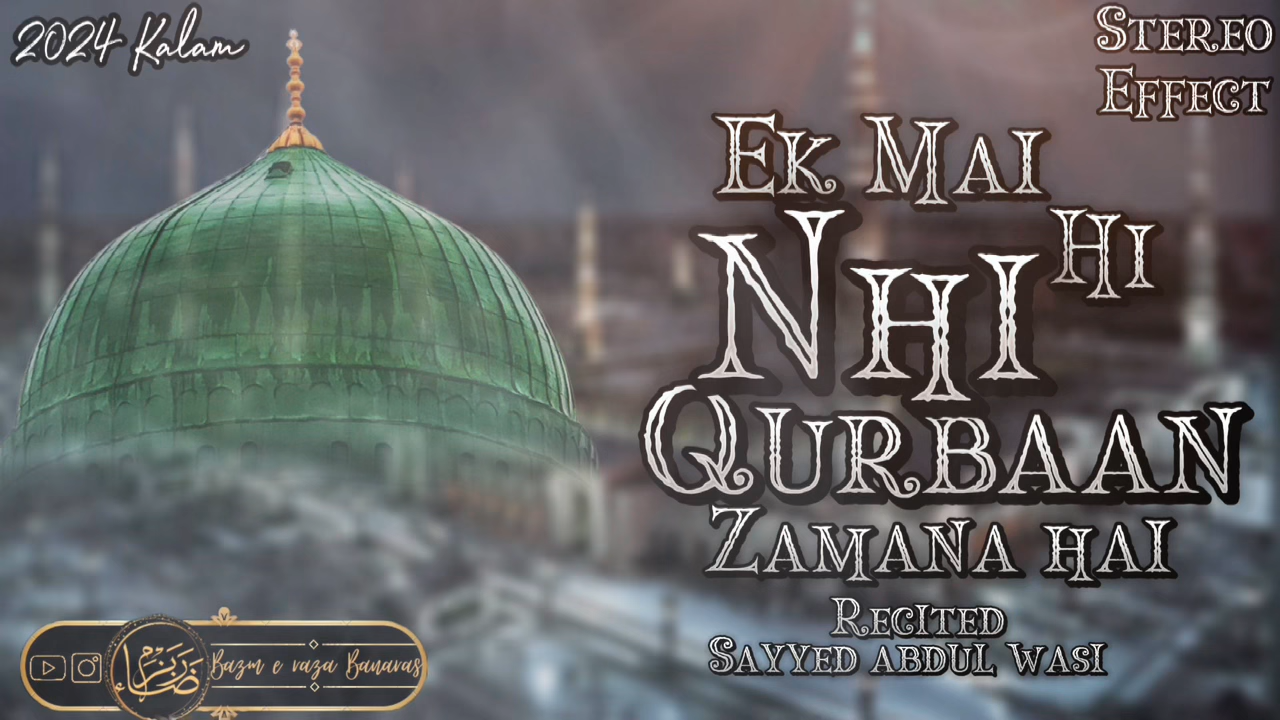 2024 Kalam
Stereo
Effect
Ek Mai
Nhi Hi
Qurbaan
Zamana hai
Recited
Sayyed abdul wasi
Bazm e raza Banaras